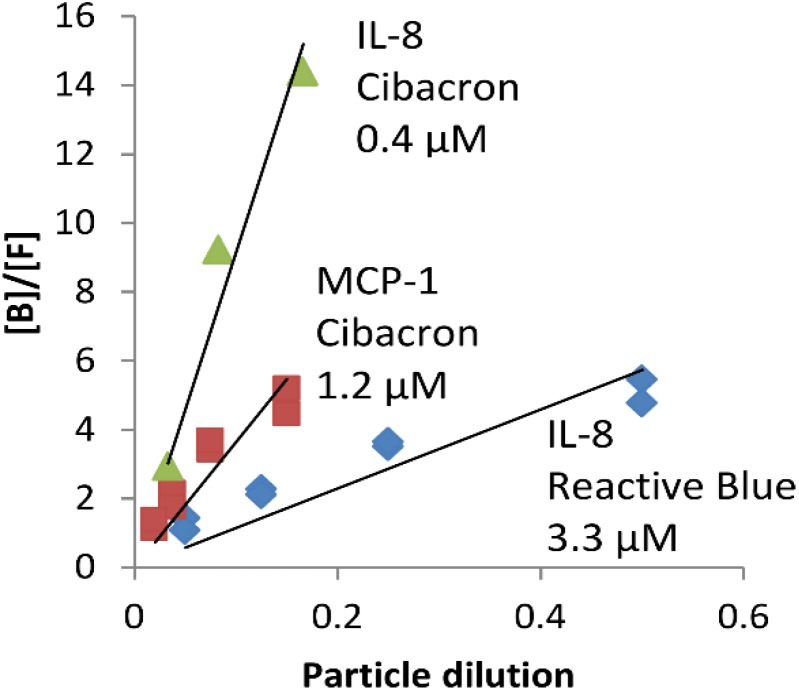 16
14
12
10
8
6
4
2
0
[B]/[F]
IL-8
Cibacron
0.4 µM
MCP-1
Cibacron
1.2 µM
IL-8
Reactive Blue
3.3 µM
0 0.2 0.4 0.6
Particle dilution